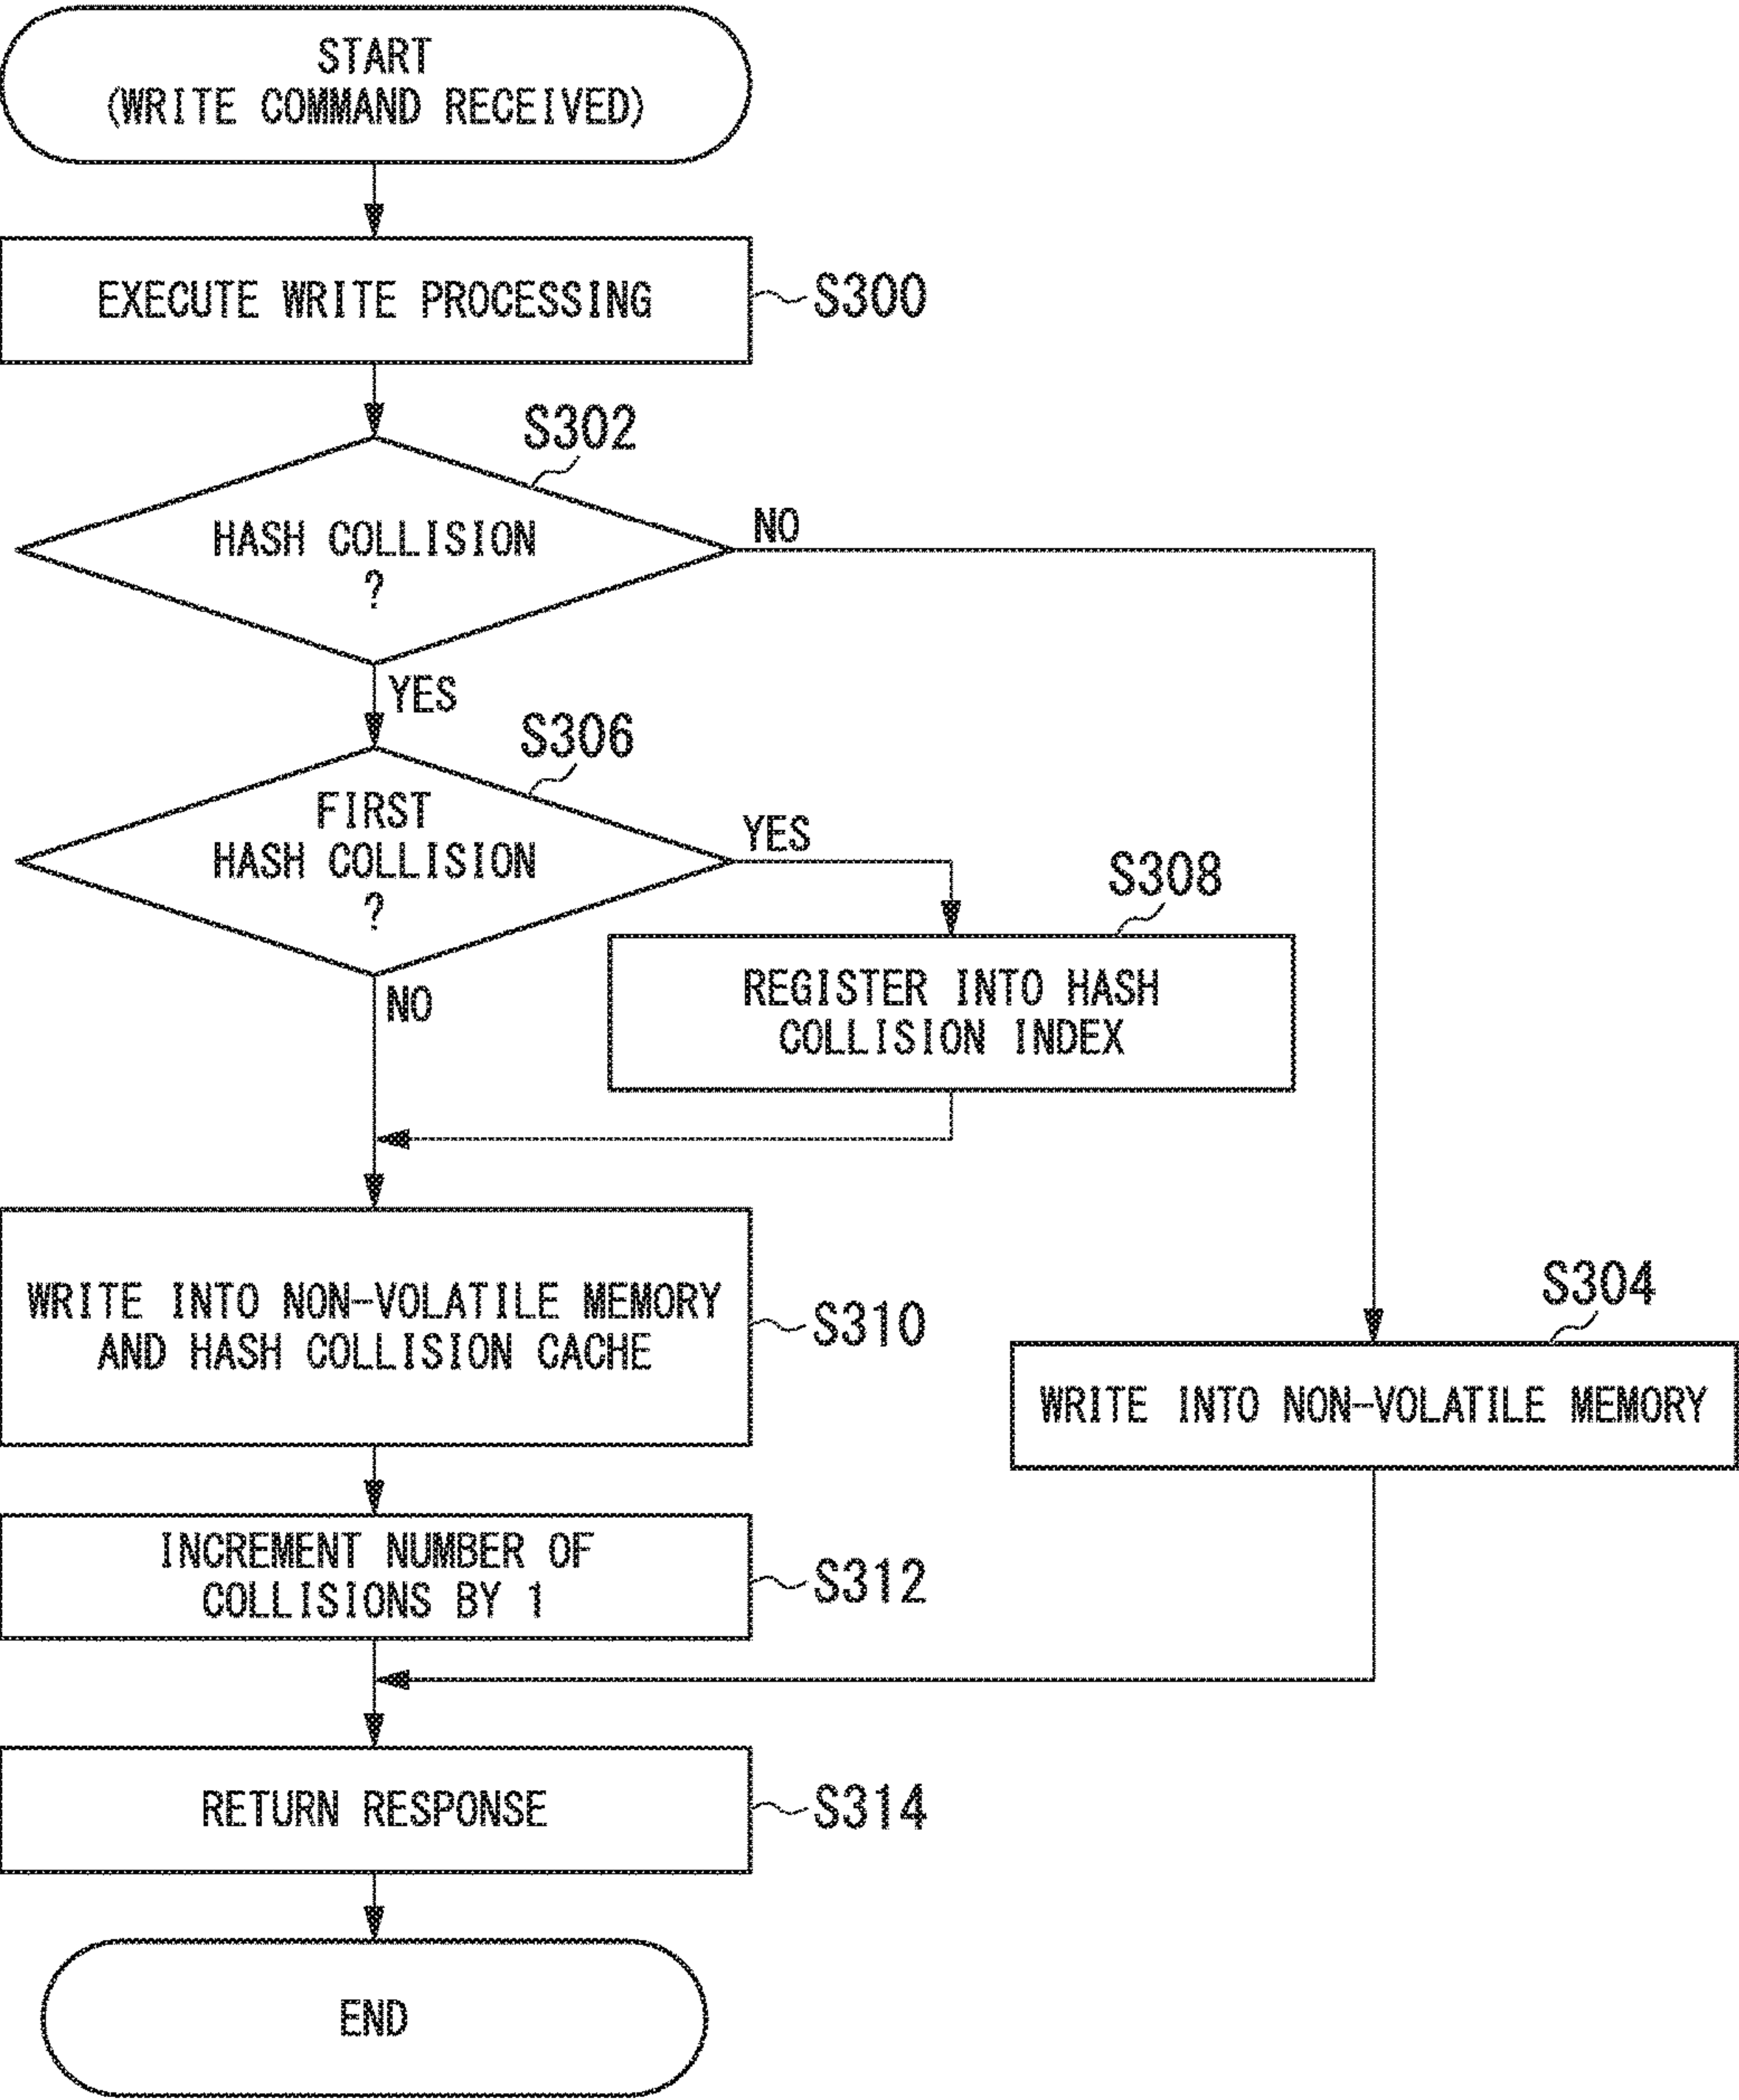 START
(WRITE COMMAND RECEIVED)
EXECUTE WRITE PROCESSING
S300
S302
HASH COLLISION
?
NO
YES
S306
FIRST
HASH COLLISION
?
YES
NO
S308
REGISTER INTO HASH
COLLISION INDEX
WRITE INTO NON-VOLATILE MEMORY
AND HASH COLLISION CACHE
S310
S304
WRITE INTO NON-VOLATILE MEMORY
INCREMENT NUMBER OF
COLLISIONS BY 1
S312
RETURN RESPONSE
S314
END